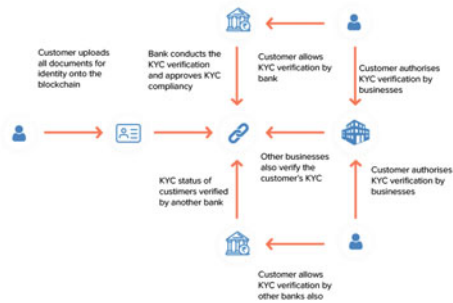 Customer uploads
all documents for
identity onto the
blockchain
Bank conducts the
KYC verification
and approves KYC
compliancy
Customer allows
KYC verification by
bank
Customer authorises
KYC verification by
businesses
KYC status of
custimers verified
by another bank
Other businesses
also verify the
customer's KYC
Customer authorises
KYC verification by
businesses
Customer allows
KYC verification by
other banks also